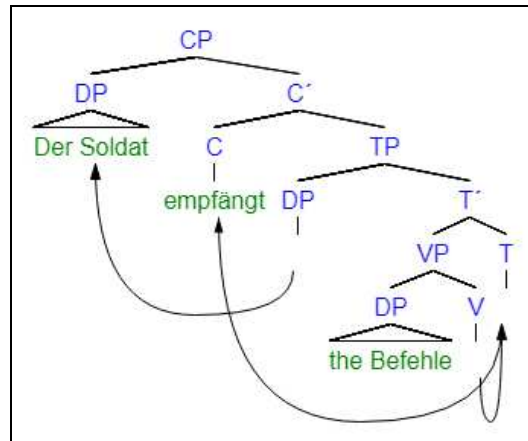 CP
DP C´
Der Soldat C TP
empfängt DP T´
VP T
DP V
the Befehle